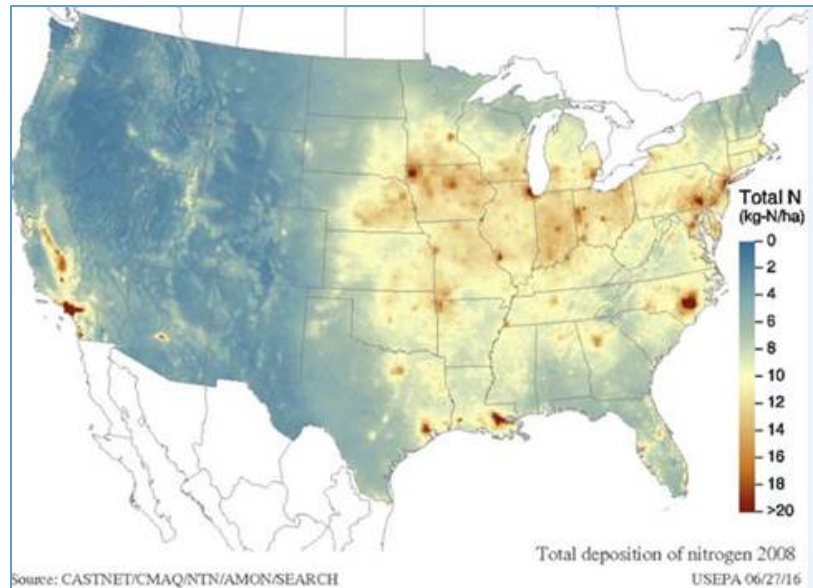 Total N
(kg-N/ha)
0
2
4
6
8
10
12
14
16
18
>20
Total deposition of nitrogen 2008
Source: CASTNET/CMAQ/NTN/AMON/SEARCH
USEPA 06/27/16